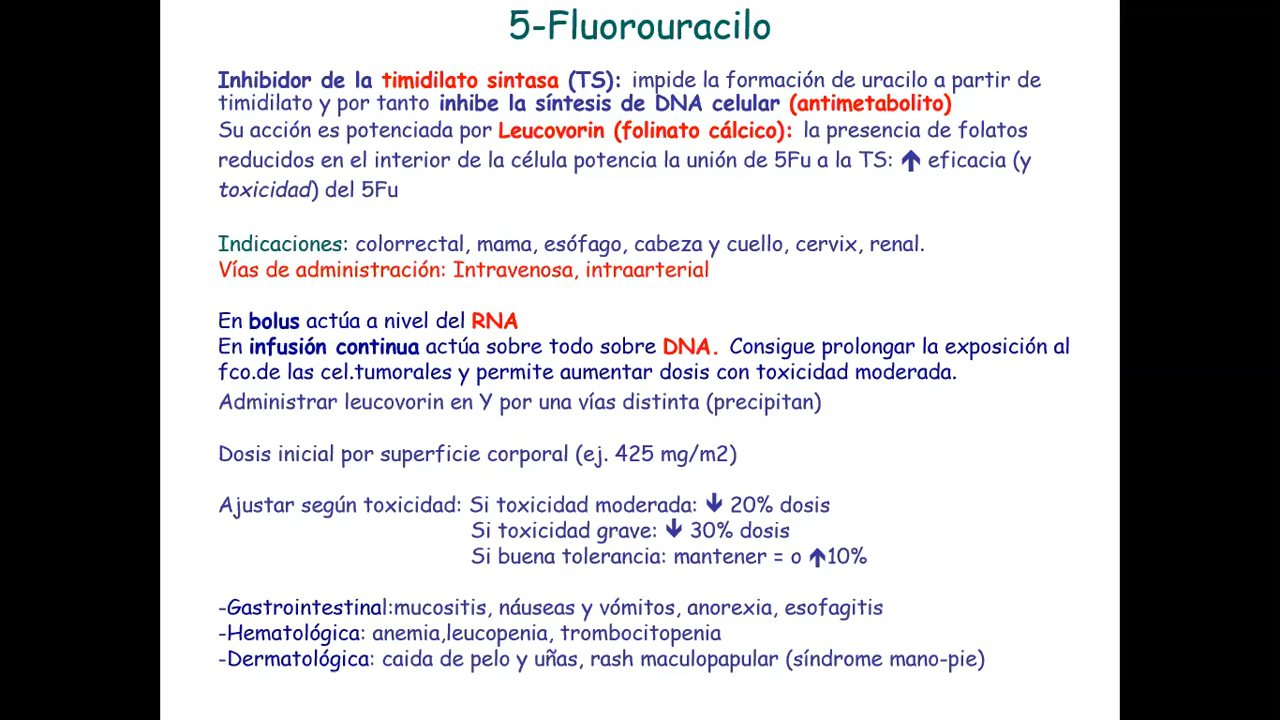 5-Fluorouracilo
Inhibidor de la timidilato sintasa (TS): impide la formación de uracilo a partir de
timidilato y por tanto inhibe la síntesis de DNA celular (antimetabolito)
Su acción es potenciada por Leucovorin (folinato cálcico): la presencia de folatos
reducidos en el interior de la célula potencia la unión de 5Fu a la TS: 🡹 eficacia (y
toxicidad) del 5Fu
Indicaciones: colorrectal, mama, esófago, cabeza y cuello, cervix, renal.
Vías de administración: Intravenosa, intraarterial
En bolus actúa a nivel del RNA
En infusión continua actúa sobre todo sobre DNA. Consigue prolongar la exposición al
fco.de las cel.tumorales y permite aumentar dosis con toxicidad moderada.
Administrar leucovorin en Y por una vías distinta (precipitan)
Dosis inicial por superficie corporal (ej. 425 mg/m2)
Ajustar según toxicidad: Si toxicidad moderada: 🡻 20% dosis
Si toxicidad grave: 🡻 30% dosis
Si buena tolerancia: mantener = o 🡹10%
-Gastrointestinal:mucositis, náuseas y vómitos, anorexia, esofagitis
-Hematológica: anemia,leucopenia, trombocitopenia
-Dermatológica: caida de pelo y uñas, rash maculopapular (síndrome mano-pie)